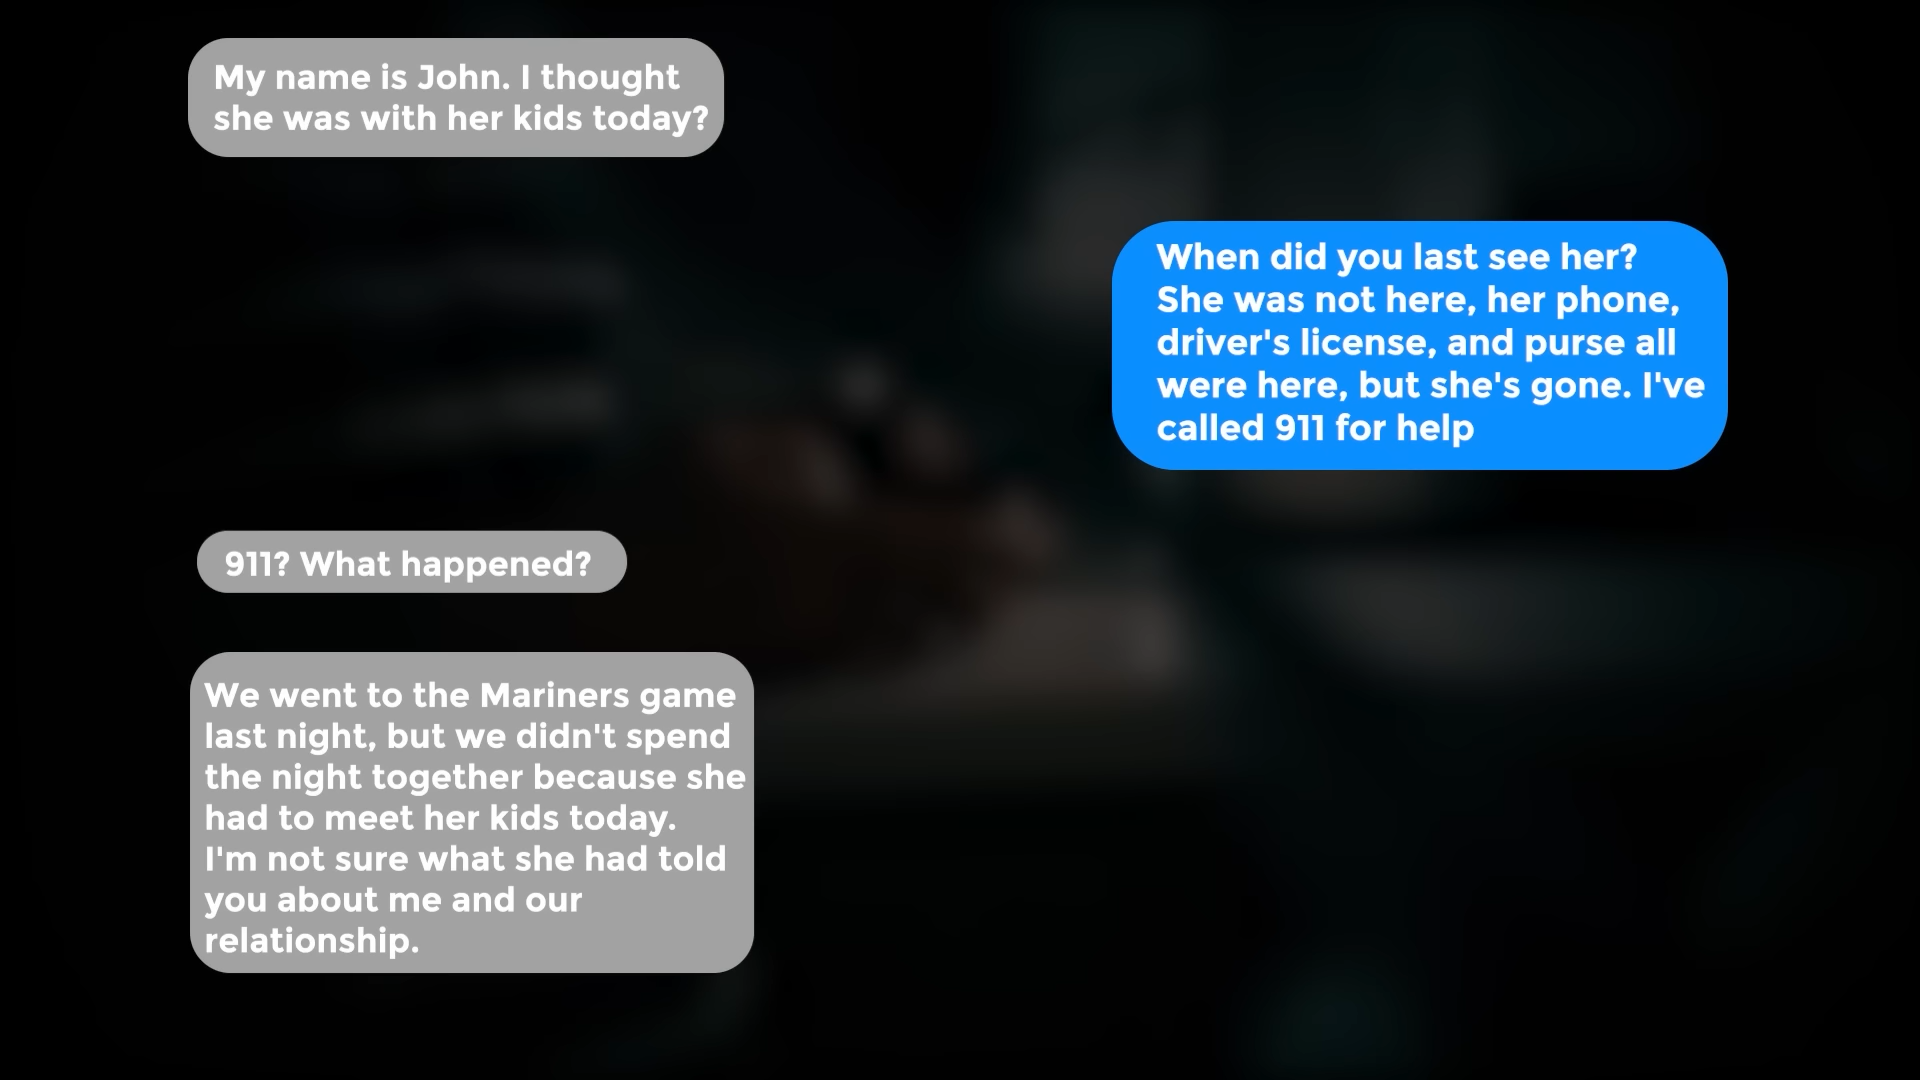 My name is John. I thought
she was with her kids today?
When did you last see her?
She was not here, her phone,
driver's license, and purse all
were here, but she's gone. I've
called 911 for help
911? What happened?
We went to the Mariners game
last night, but we didn't spend
the night together because she
had to meet her kids today.
I'm not sure what she had told
you about me and our
relationship.